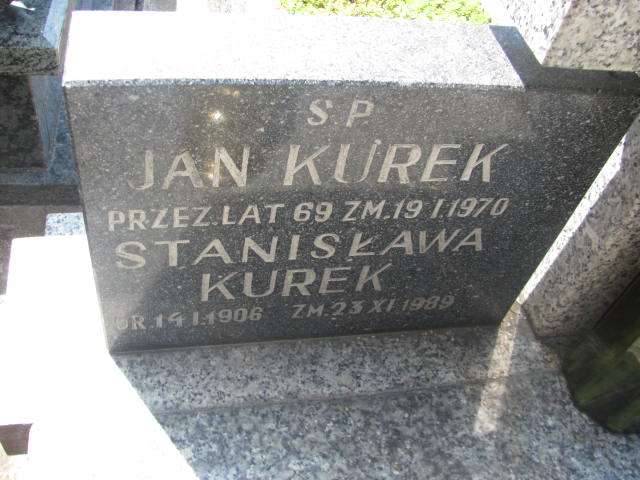 S P
JAN KUREK
PRZEZ.LAT 69 ZM.19 I.1970
STANISŁAWA
KUREK
UR.14 I.1906 ZM.23 XI 1989